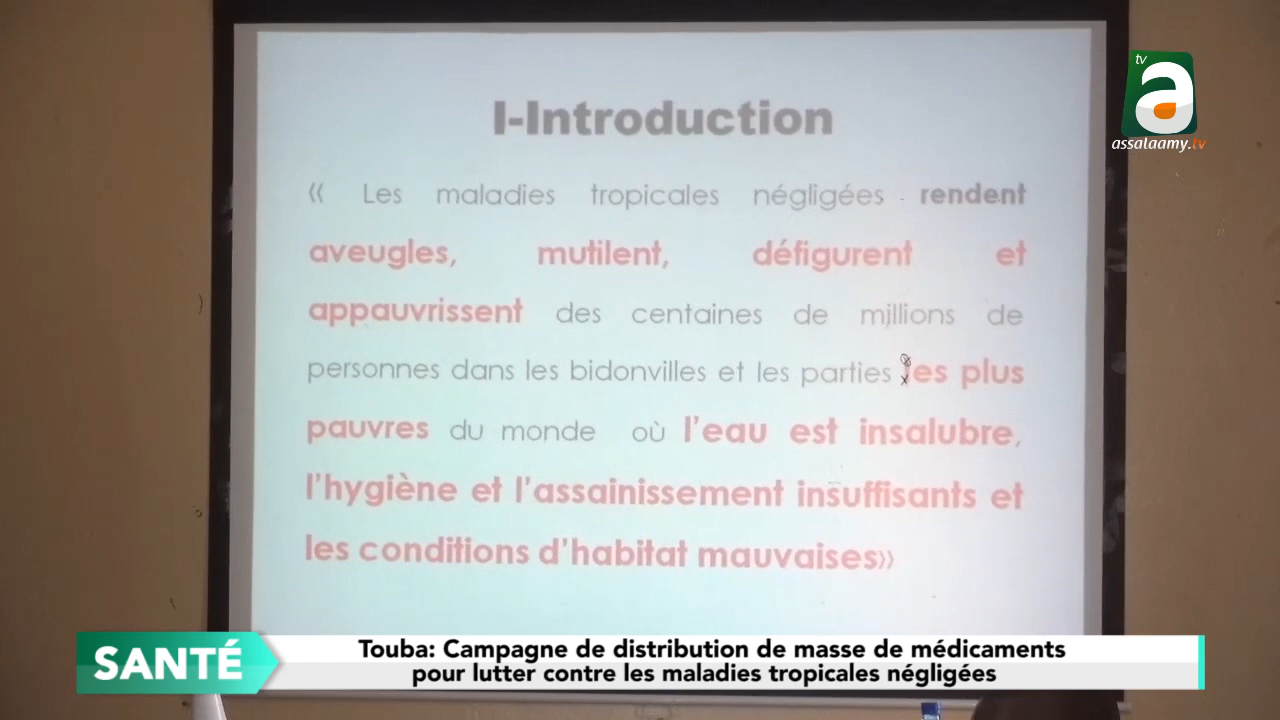 tv
a
assalaamy.tv
I-Introduction
« Les maladies tropicales négligées rendent
aveugles, mutilent, défigurent et
appauvrissent des centaines de millions de
personnes dans les bidonvilles et les parties les plus
pauvres du monde où l'eau est insalubre,
l'hygiène et l'assainissement insuffisants et
les conditions d'habitat mauvaises»
SANTÉ
Touba: Campagne de distribution de masse de médicaments
pour lutter contre les maladies tropicales négligées